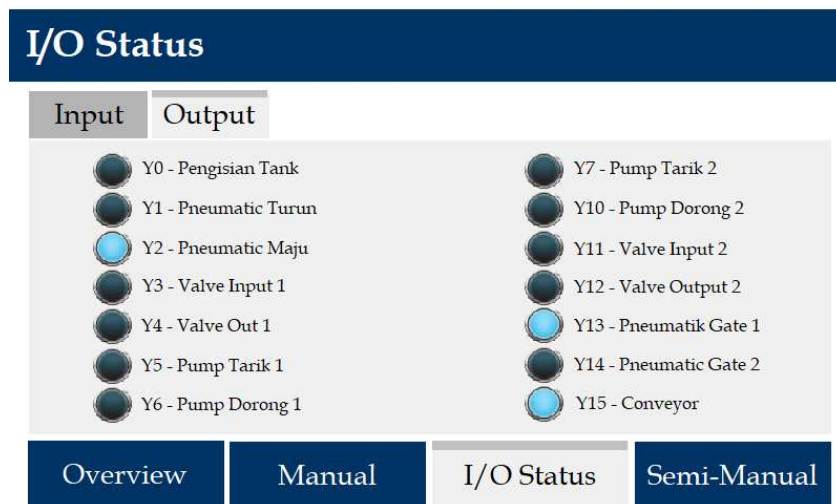 I/O Status
Input
Output
Y0 - Pengisian Tank
Y1 - Pneumatic Turun
Y2 - Pneumatic Maju
Y3 - Valve Input 1
Y4 - Valve Out 1
Y5 - Pump Tarik 1
Y6 - Pump Dorong 1
Y7 - Pump Tarik 2
Y10 - Pump Dorong 2
Y11 - Valve Input 2
Y12 - Valve Output 2
Y13 - Pneumatik Gate 1
Y14 - Pneumatic Gate 2
Y15 - Conveyor
Overview
Manual
I/O Status
Semi-Manual